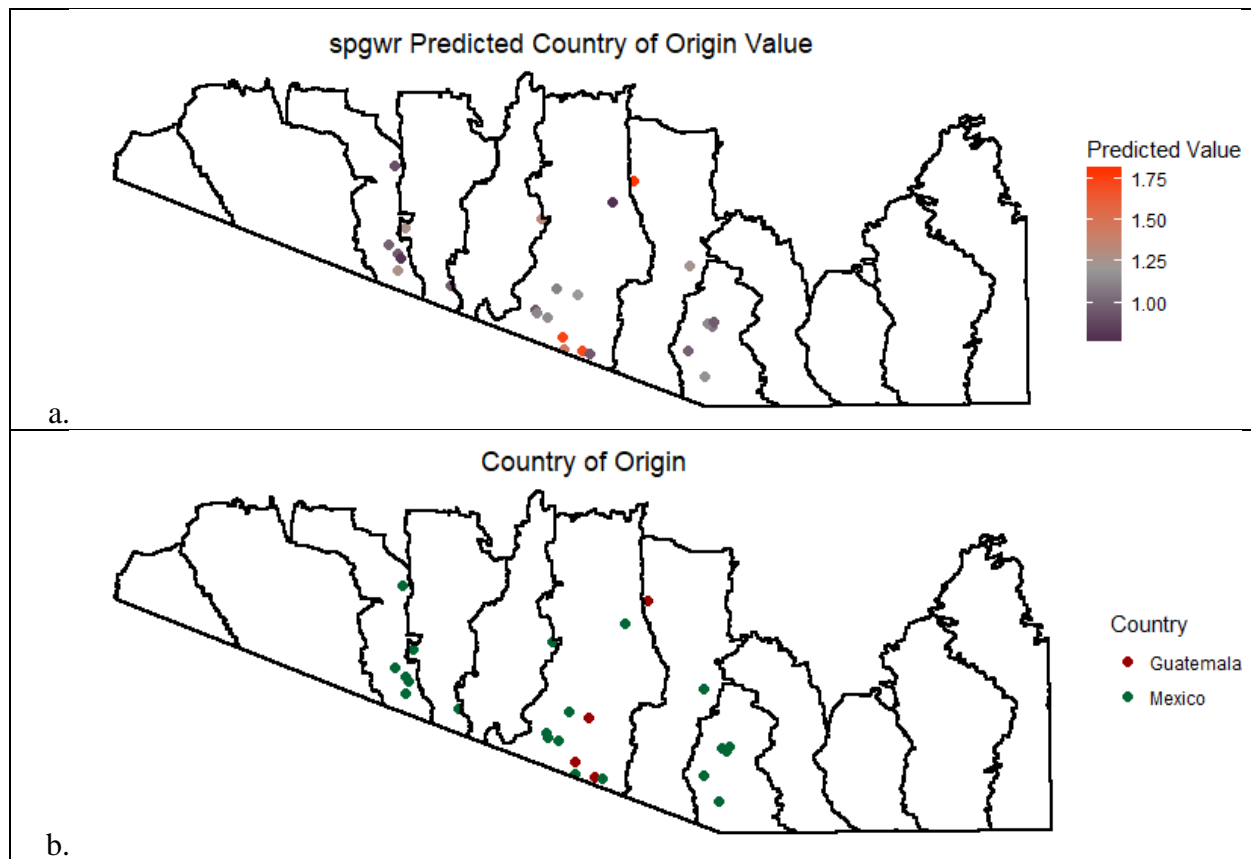 spgwr Predicted Country of Origin Value
Predicted Value
1.75
1.50
1.25
1.00
a.
Country of Origin
Country
Guatemala
Mexico
b.